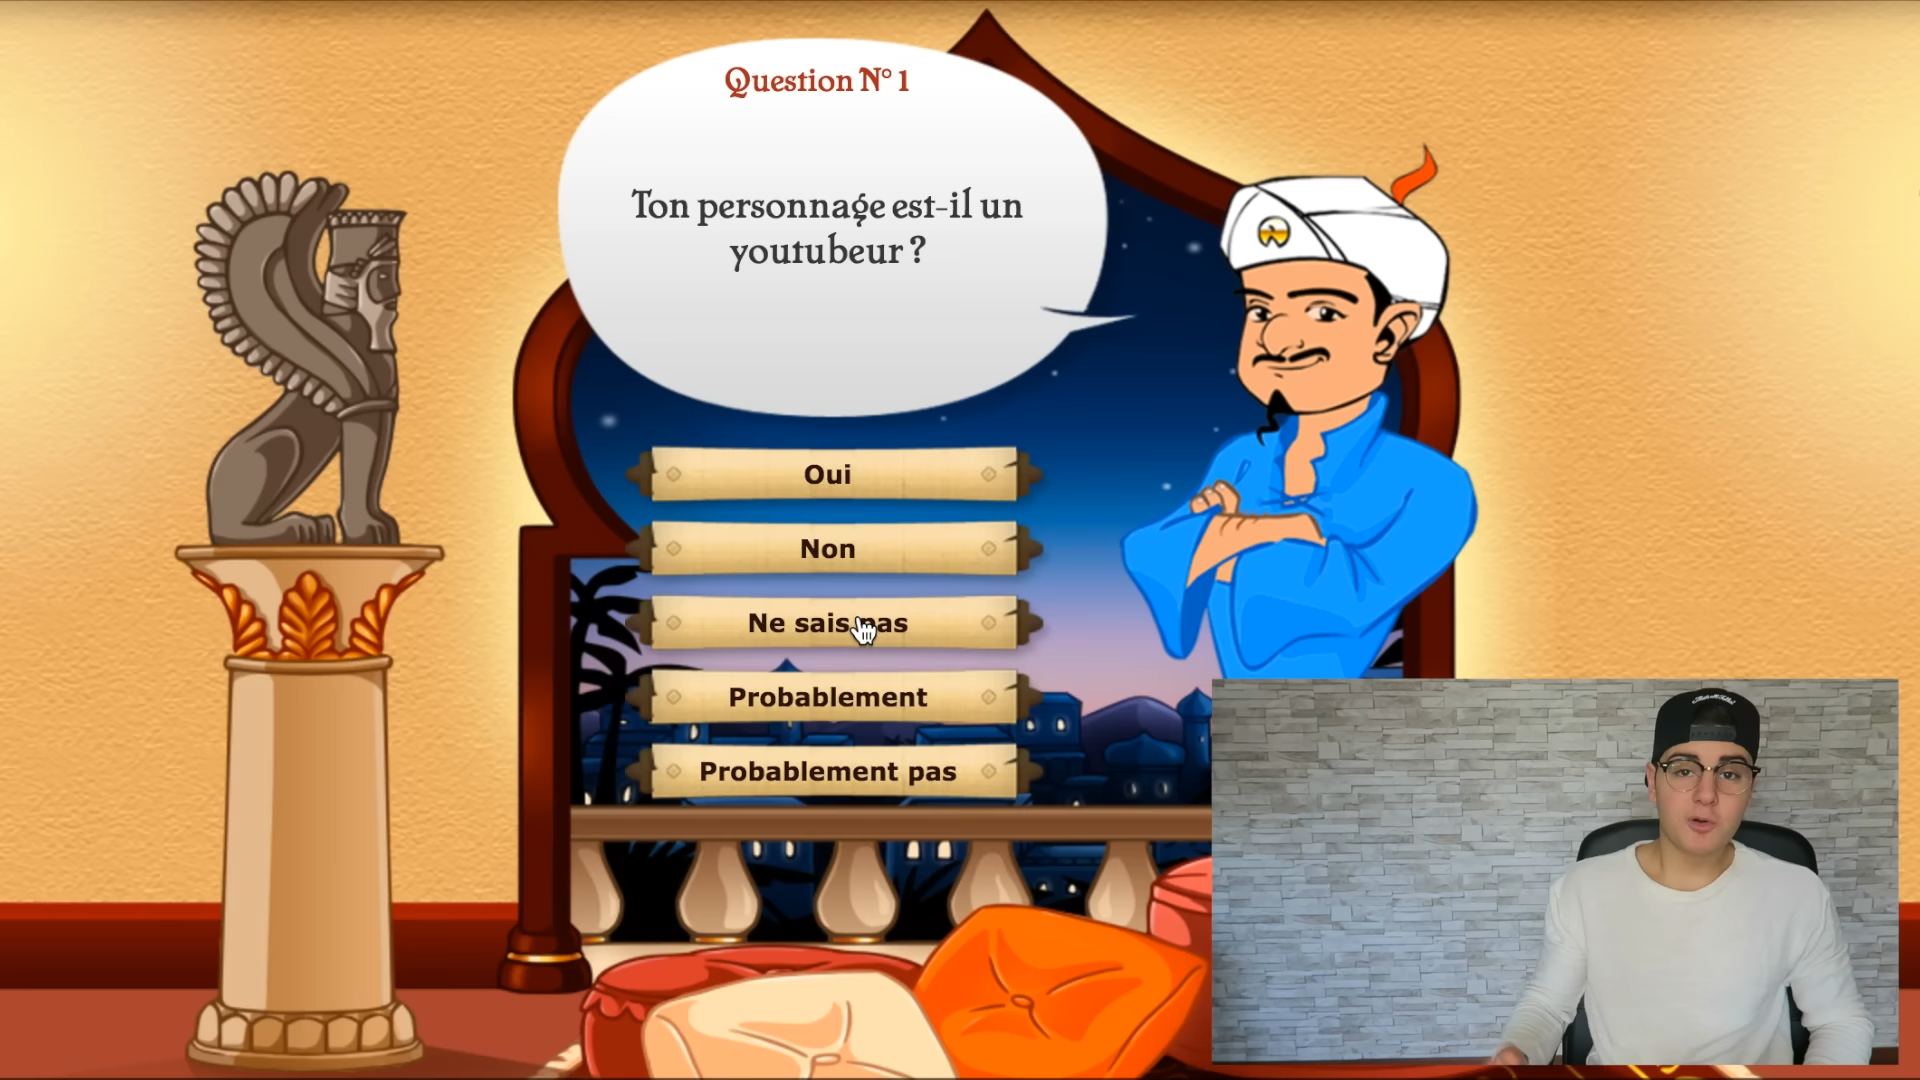 Question N° 1
Ton personnage est-il un
youtubeur ?
Oui
Non
Ne sais pas
Probablement
Probablement pas